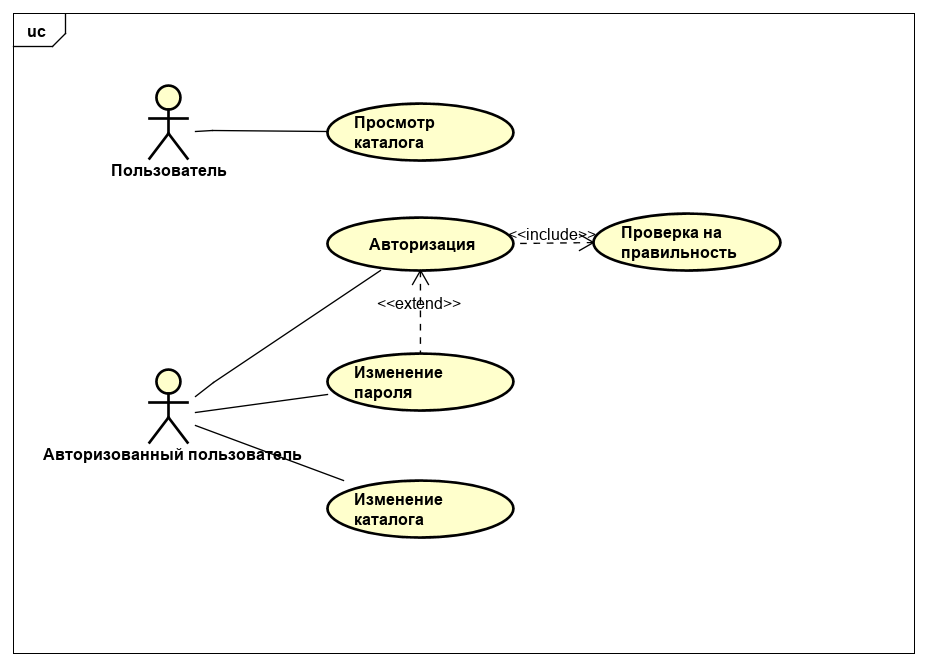 uc
Просмотр
каталога
Пользователь
Авторизация
<<include>>
Проверка на
правильность
<<extend>>
Изменение
пароля
Авторизованный пользователь
Изменение
каталога